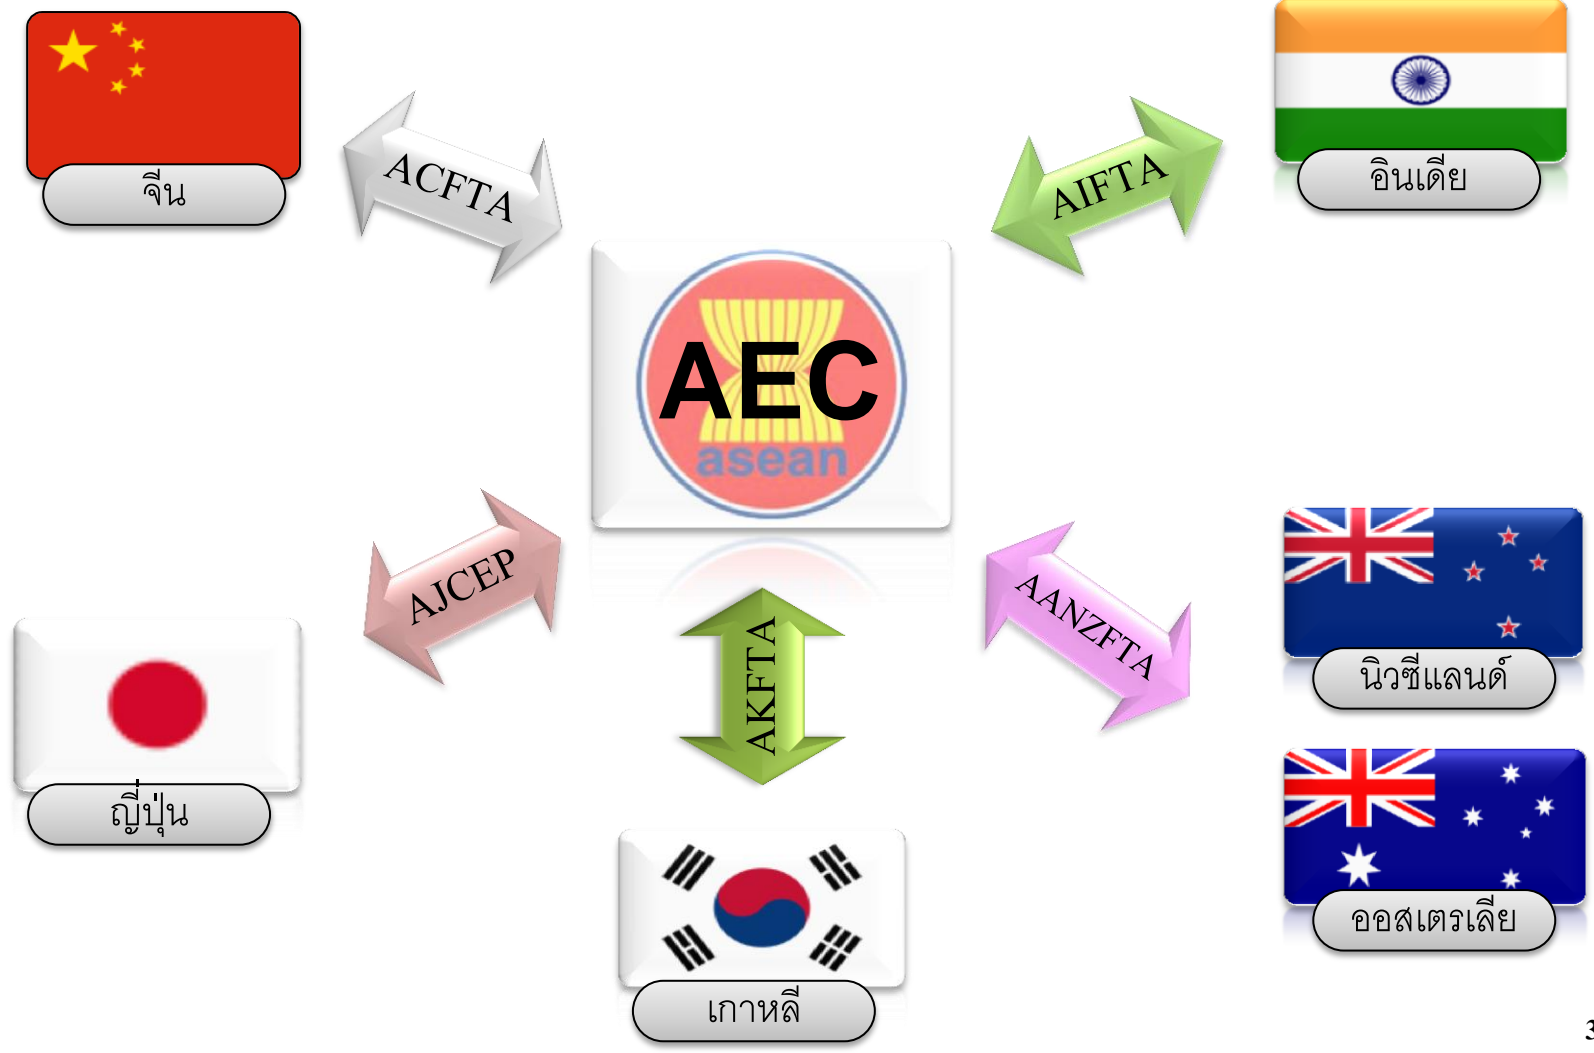 จีน
ACFTA
AIFTA
อินเดีย
AEC
asean
AJCEP
AKFTA
AANZFTA
นิวซีแลนด์
ญี่ปุ่น
ออสเตรเลีย
เกาหลี
3